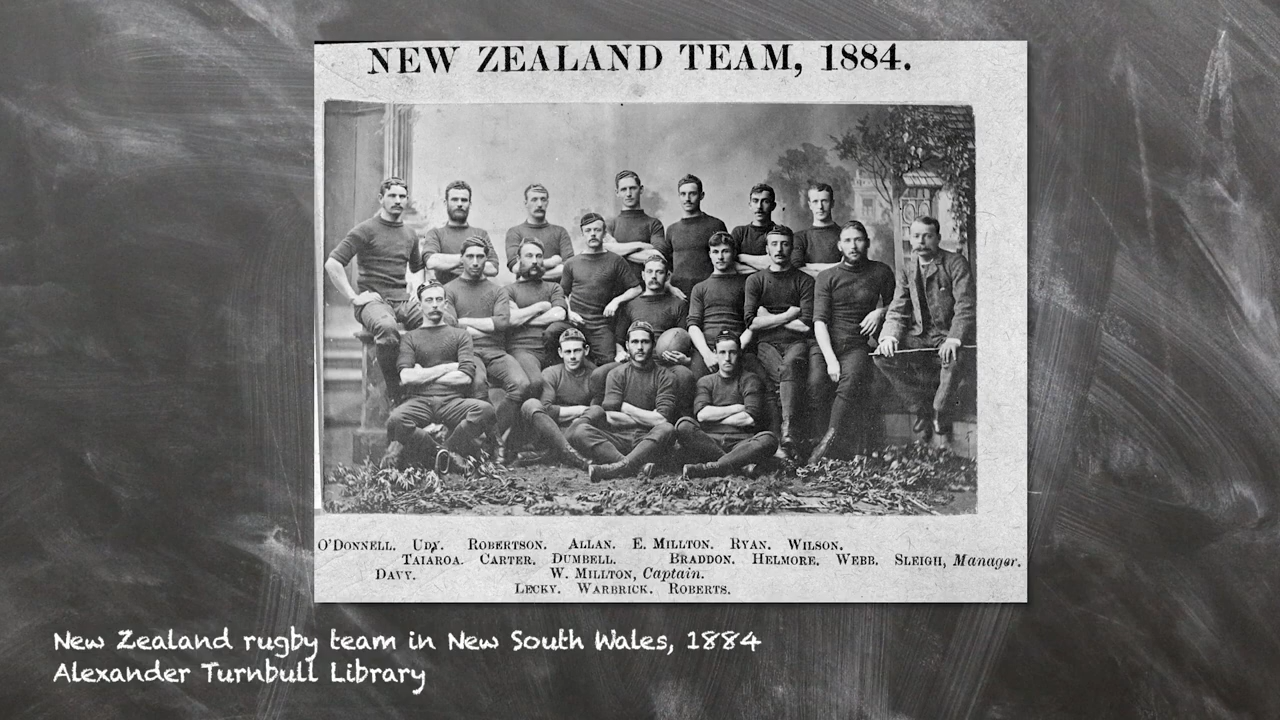 NEW ZEALAND TEAM, 1884.
O'DONNELL. UDY. ROBERTSON. ALLAN. E. MILLTON. RYAN. WILSON.
TAIAROA. CARTER. DUMBELL. BRADDON. HELMORE. WEBB. SLEIGH, Manager.
DAVY. W. MILLTON, Captain.
LECKY. WARBRICK. ROBERTS.
New Zealand rugby team in New South Wales, 1884
Alexander Turnbull Library